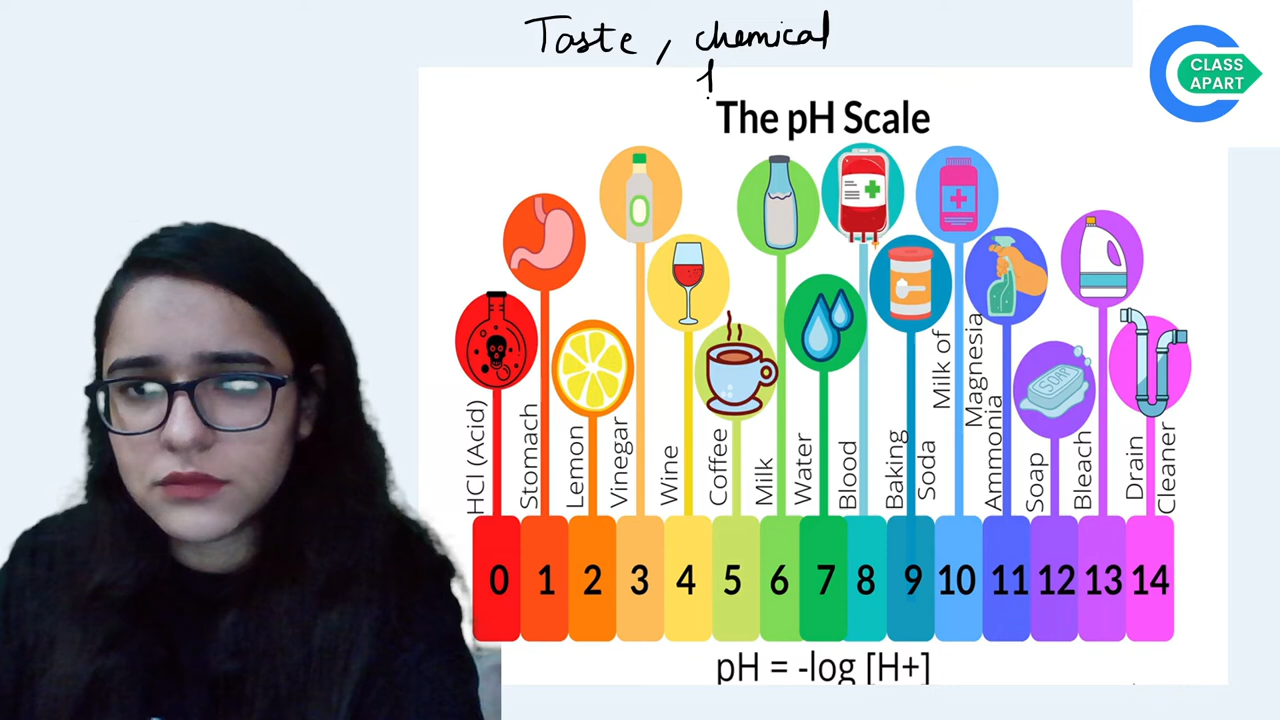 Taste, chemical
CLASS
APART
The pH Scale
HCl (Acid)
Stomach
Lemon
Vinegar
Wine
Coffee
Milk
Water
Blood
Baking
Soda
Milk of
Magnesia
Ammonia
Soap
SOAP
Bleach
Drain
Cleaner
0 1 2 3 4 5 6 7 8 9 10 11 12 13 14
pH = -log [H+]